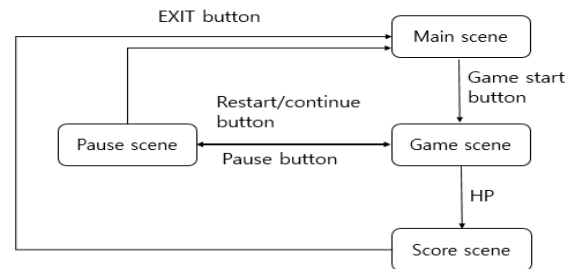 EXIT button
Main scene
Game start
button
Restart/continue
button
Pause scene
Game scene
Pause button
HP
Score scene